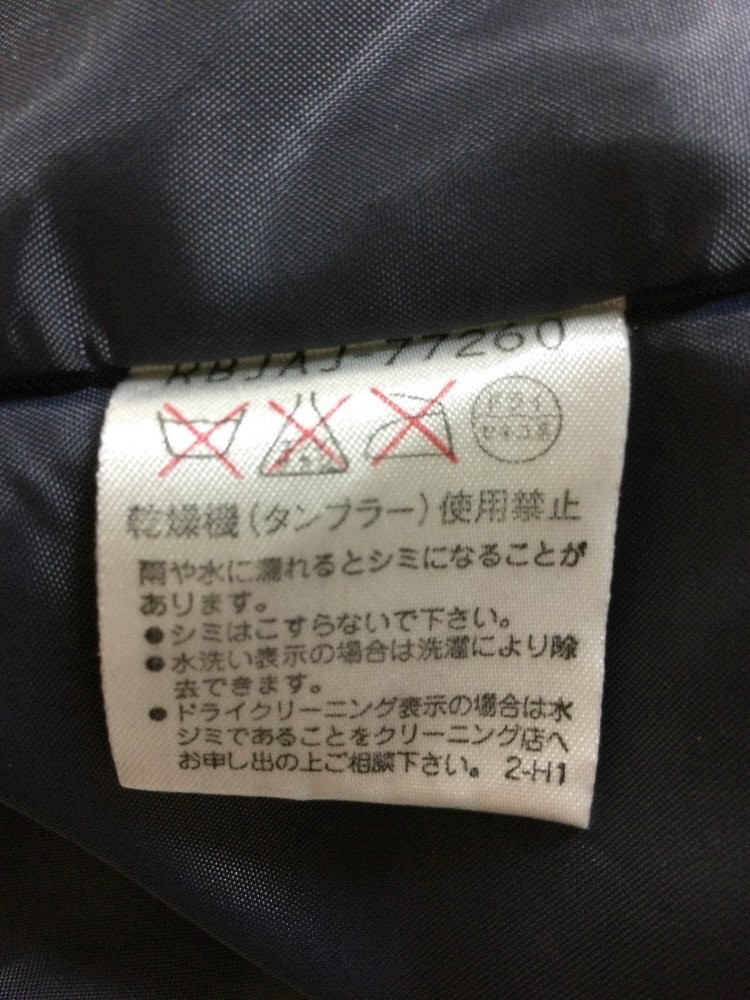 RBJAJ-77260
エンソ
サラシ
ドライ
セキユ系
乾燥機(タンブラー)使用禁止
雨や水に濡れるとシミになることが
あります。
●シミはこすらないで下さい。
●水洗い表示の場合は洗濯により除
去できます。
●ドライクリーニング表示の場合は水
ジミであることをクリーニング店へ
お申し出の上ご相談下さい。 2-H1